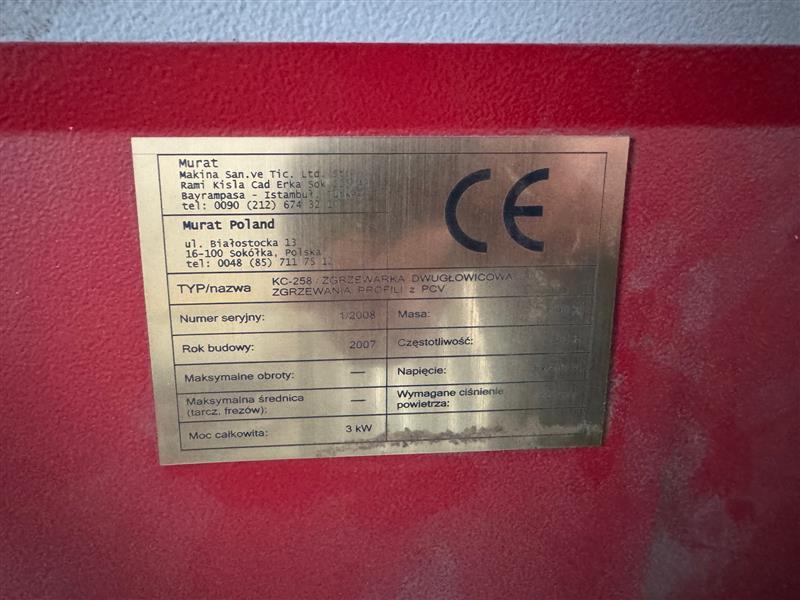 Murat
Makina San.ve Tic. Ltd.
Rami Kisla Cad Erka Sok
Bayrampasa - Istambul,
tel: 0090 (212) 674 32
CE
Murat Poland
ul. Białostocka 13
16-100 Sokółka, Polska
tel: 0048 (85) 711 75 12
TYP/nazwa
KC-258 / ZGRZEWARKA DWUGŁOWICOWA
ZGRZEWANIA PROFILI z PCV
Numer seryjny: 1/2008 Masa:
Rok budowy: 2007 Częstotliwość:
Maksymalne obroty: — Napięcie:
Maksymalna średnica
(tarcz, frezów): —
Wymagane ciśnienie
powietrza:
Moc całkowita: 3 kW